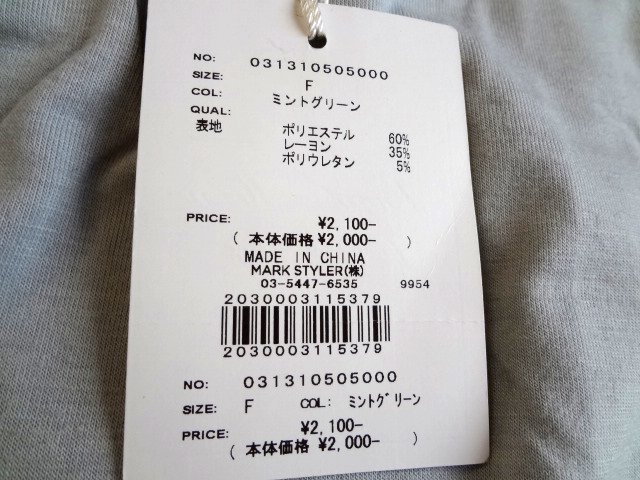 NO: 031310505000
SIZE: F
COL: ミントグリーン
QUAL:
表地 ポリエステル 60%
レーヨン 35%
ポリウレタン 5%
PRICE: ¥2,100-
( 本体価格 ¥2,000- )
MADE IN CHINA
MARK STYLER(株)
03-5447-6535 9954
2030003115379
2030003115379
NO: 031310505000
SIZE: F COL: ミントグリーン
PRICE: ¥2,100-
( 本体価格 ¥2,000- )